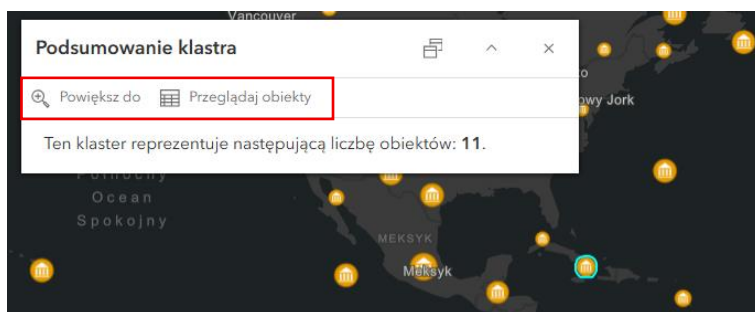 Vancouver
Podsumowanie klastra
Powiększ do Przeglądaj obiekty
owy Jork
Ten klaster reprezentuje następującą liczbę obiektów: 11.
Ocean
Spokojny
MEKSYK
Meksyk